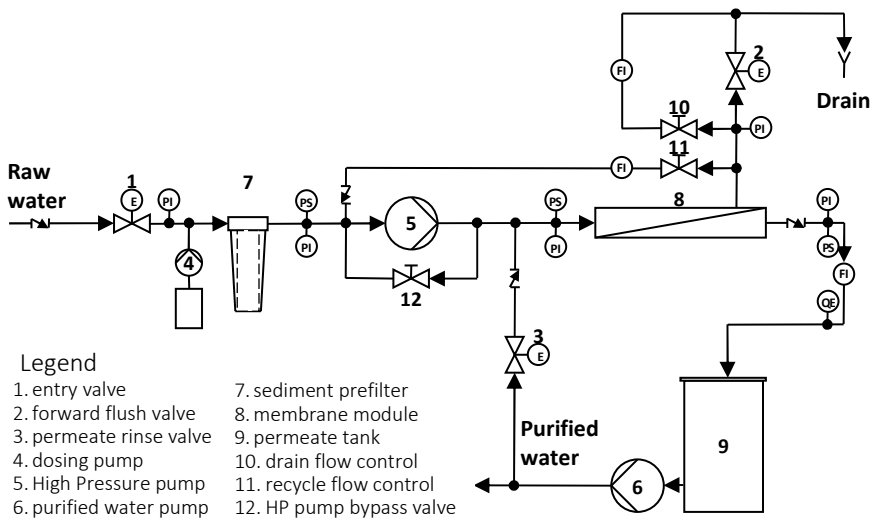 2
FI
E
Drain
10
PI
11
FI
Raw
water
1
E
PI
7
PS
PI
5
PS
PI
8
PI
PS
FI
4
12
QE
3
E
9
Purified
water
6
Legend
1. entry valve
2. forward flush valve
3. permeate rinse valve
4. dosing pump
5. High Pressure pump
6. purified water pump
7. sediment prefilter
8. membrane module
9. permeate tank
10. drain flow control
11. recycle flow control
12. HP pump bypass valve